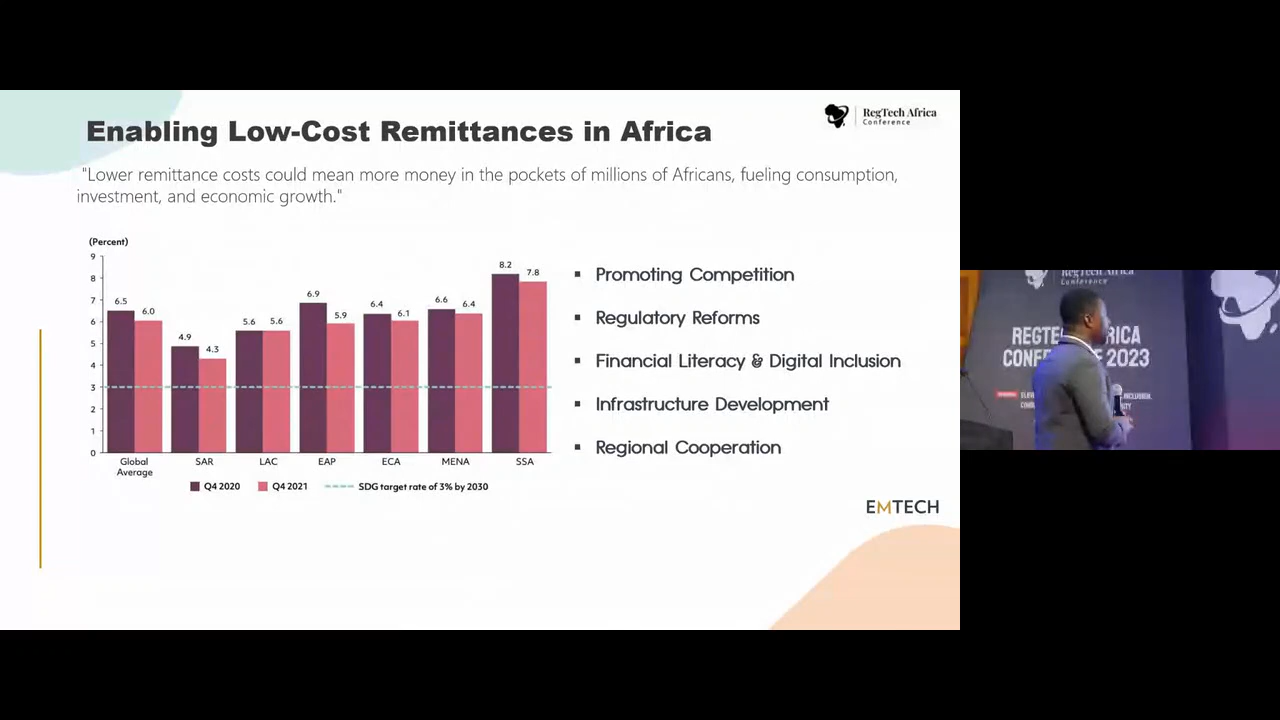 Enabling Low-Cost Remittances in Africa
RegTech Africa
Conference
"Lower remittance costs could mean more money in the pockets of millions of Africans, fueling consumption,
investment, and economic growth."
(Percent)
9
8
7
6
5
4
3
2
1
0
6.5
6.0
4.9
4.3
5.6
5.6
6.9
5.9
6.4
6.1
6.6
6.4
8.2
7.8
Global
Average
SAR
LAC
EAP
ECA
MENA
SSA
Q4 2020
Q4 2021
SDG target rate of 3% by 2030
▪ Promoting Competition
▪ Regulatory Reforms
▪ Financial Literacy & Digital Inclusion
▪ Infrastructure Development
▪ Regional Cooperation
EMTECH
RegTech Africa
Conference
2023